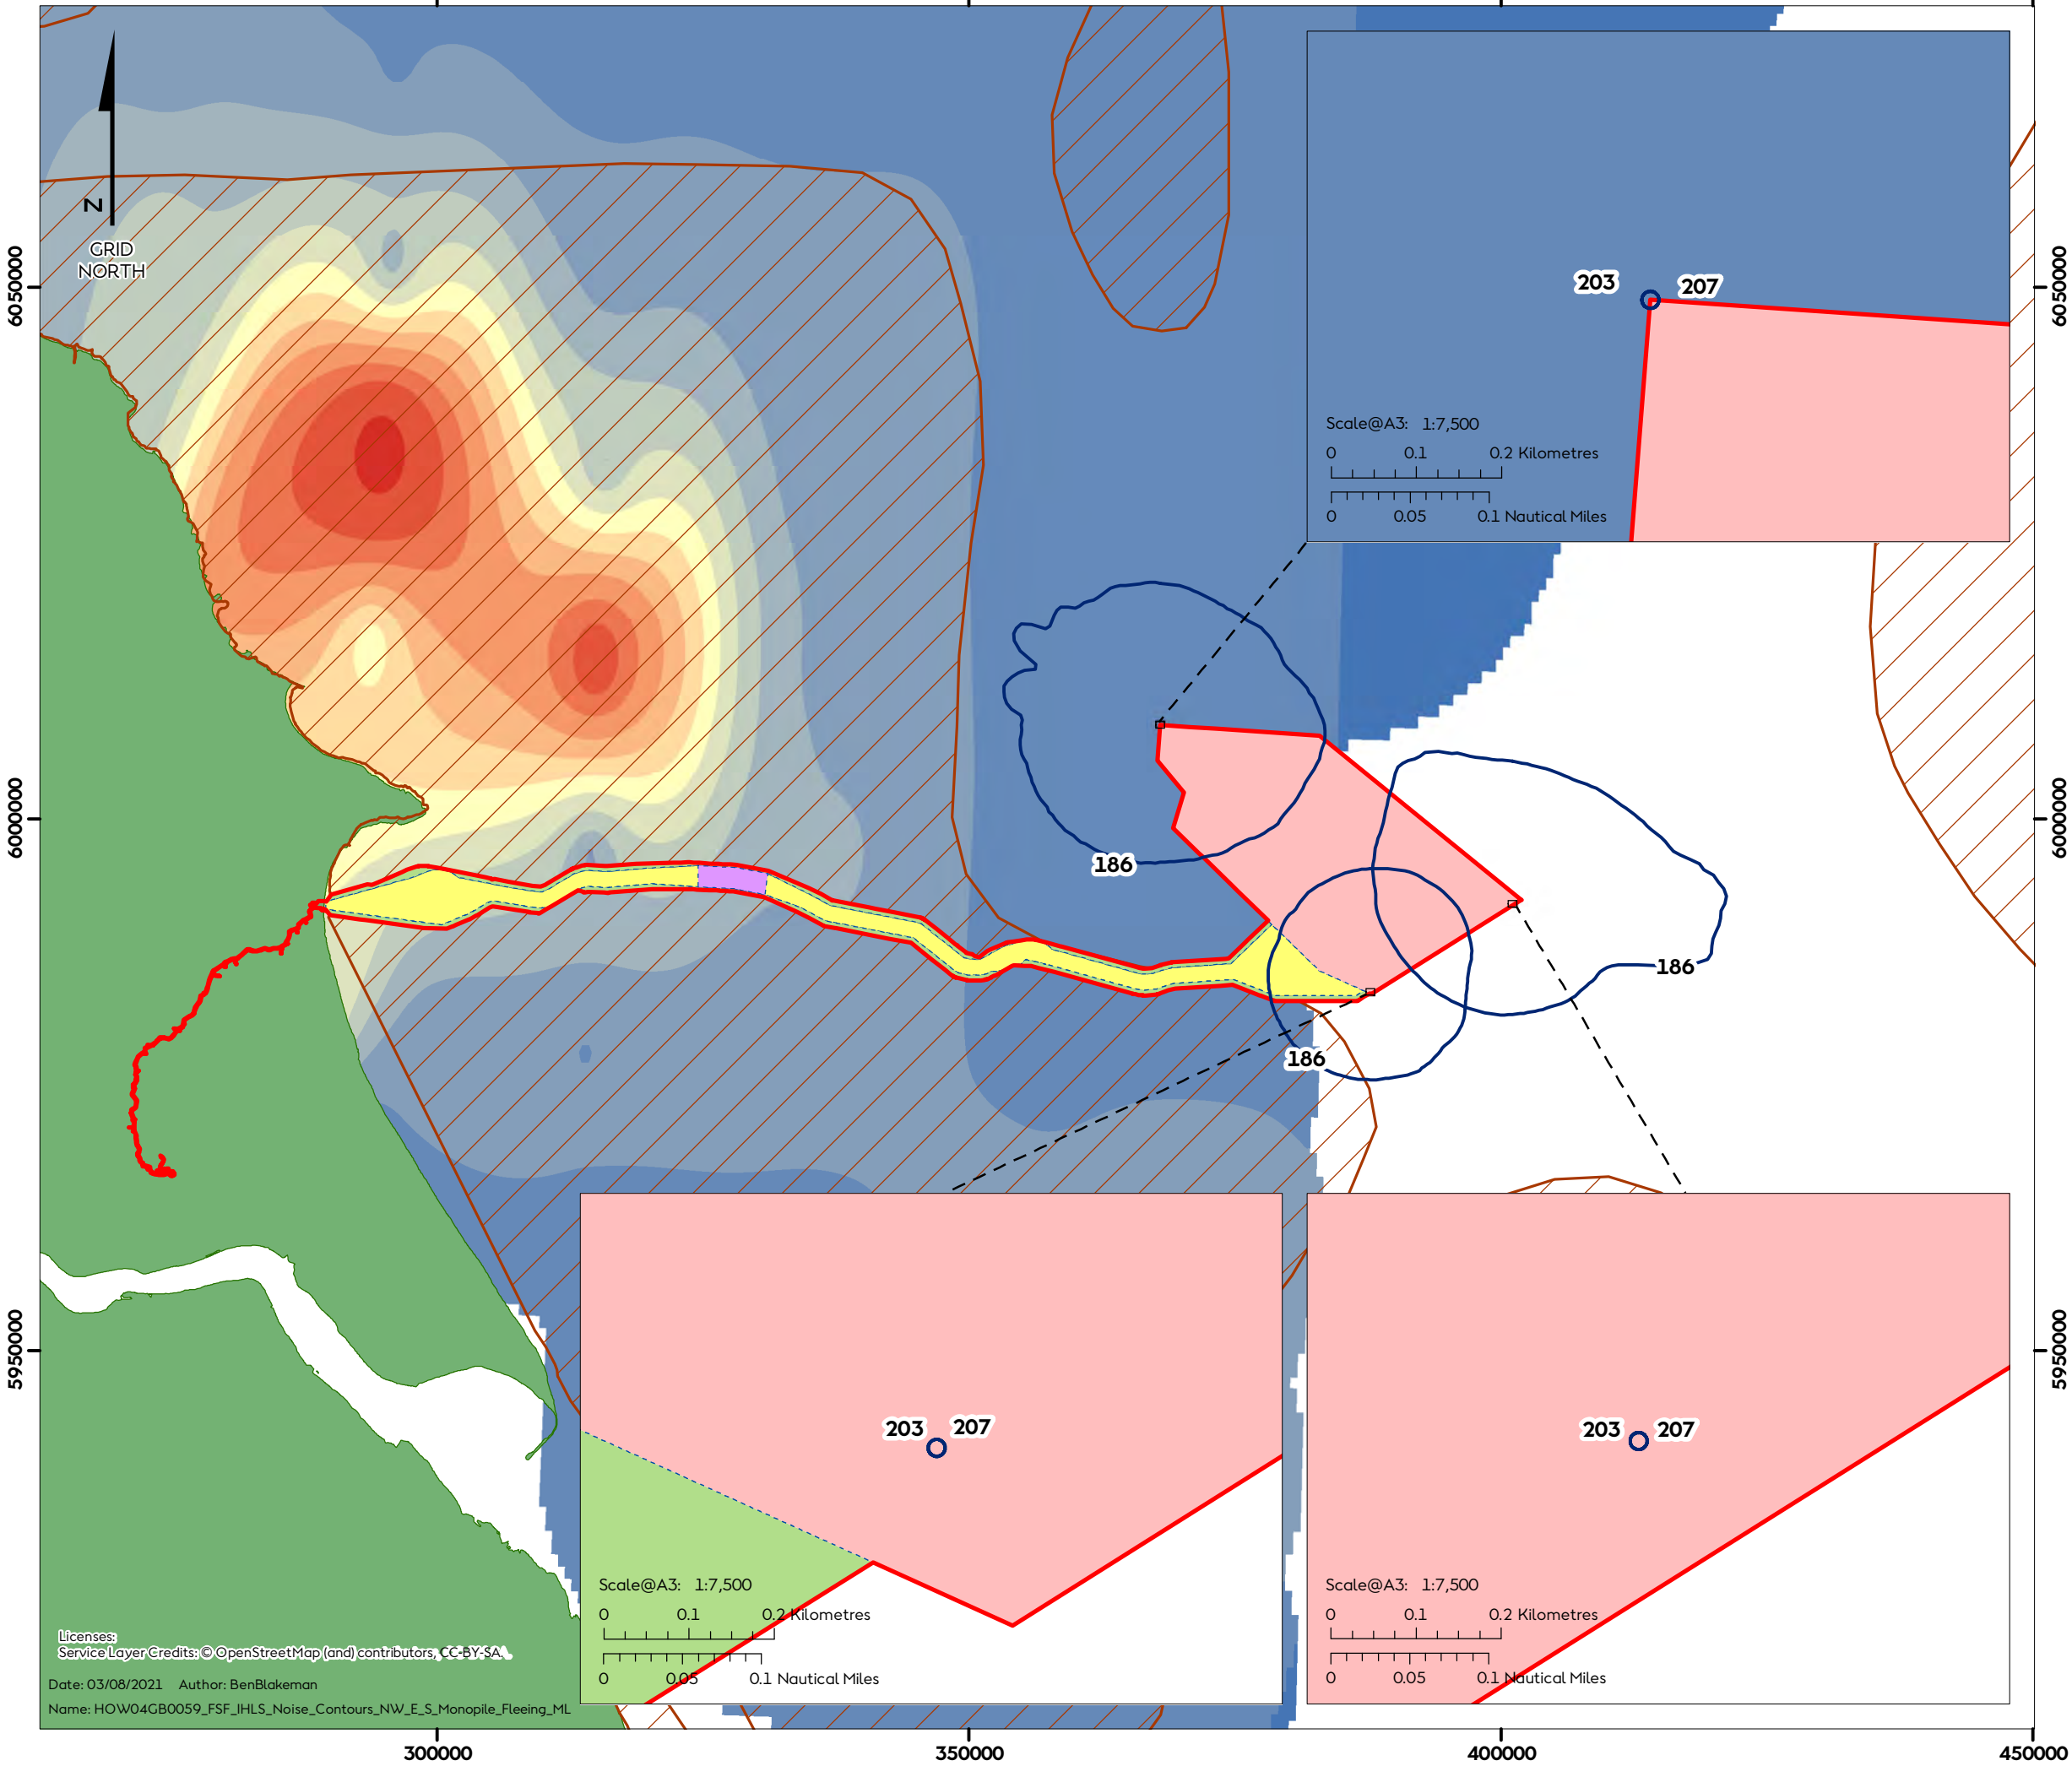 N
GRID
NORTH
6050000
6000000
5950000
6050000
6000000
5950000
300000
350000
400000
450000
203 207
Scale@A3: 1:7,500
0 0.1 0.2 Kilometres
0 0.05 0.1 Nautical Miles
186
186
186
203 207
Scale@A3: 1:7,500
0 0.1 0.2 Kilometres
0 0.05 0.1 Nautical Miles
203 207
Scale@A3: 1:7,500
0 0.1 0.2 Kilometres
0 0.05 0.1 Nautical Miles
Licenses:
Service Layer Credits: © OpenStreetMap (and) contributors, CC-BY-SA.
Date: 03/08/2021 Author: BenBlakeman
Name: HOW04GB0059_FSF_IHLS_Noise_Contours_NW_E_S_Monopile_Fleeing_ML